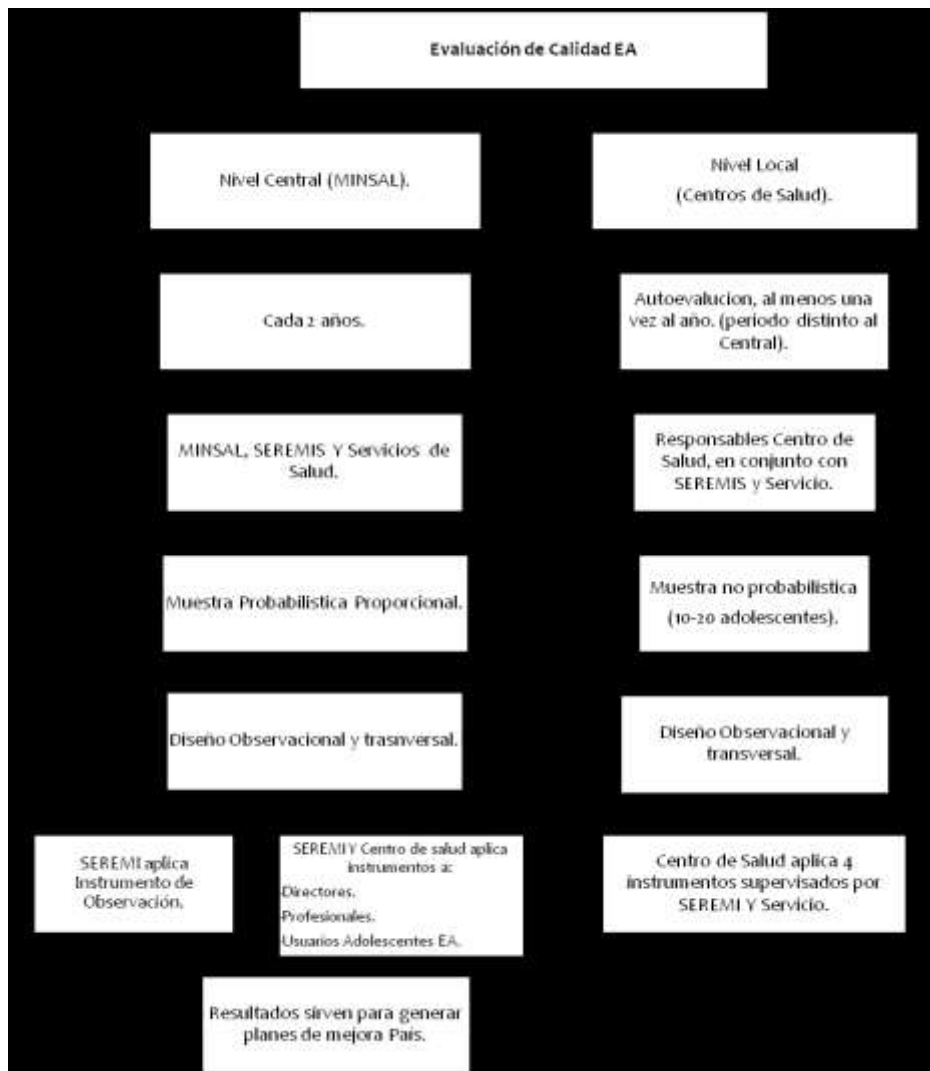 Evaluación de Calidad EA
Nivel Central (MINSAL).
Nivel Local
(Centros de Salud).
Cada 2 años.
Autoevalucion, al menos una
vez al año. (periodo distinto al
Central).
MINSAL, SEREMIS Y Servicios de
Salud.
Responsables Centro de
Salud, en conjunto con
SEREMIS y Servicio.
Muestra Probabilistica Proporcional.
Muestra no probabilistica
(10-20 adolescentes).
Diseño Observacional y trasnversal.
Diseño Observacional y
transversal.
SEREMI aplica
Instrumento de
Observación.
SEREMI Y Centro de salud aplica
instrumentos a:
Directores.
Profesionales.
Usuarios Adolescentes EA.
Centro de Salud aplica 4
instrumentos supervisados por
SEREMI Y Servicio.
Resultados sirven para generar
planes de mejora País.